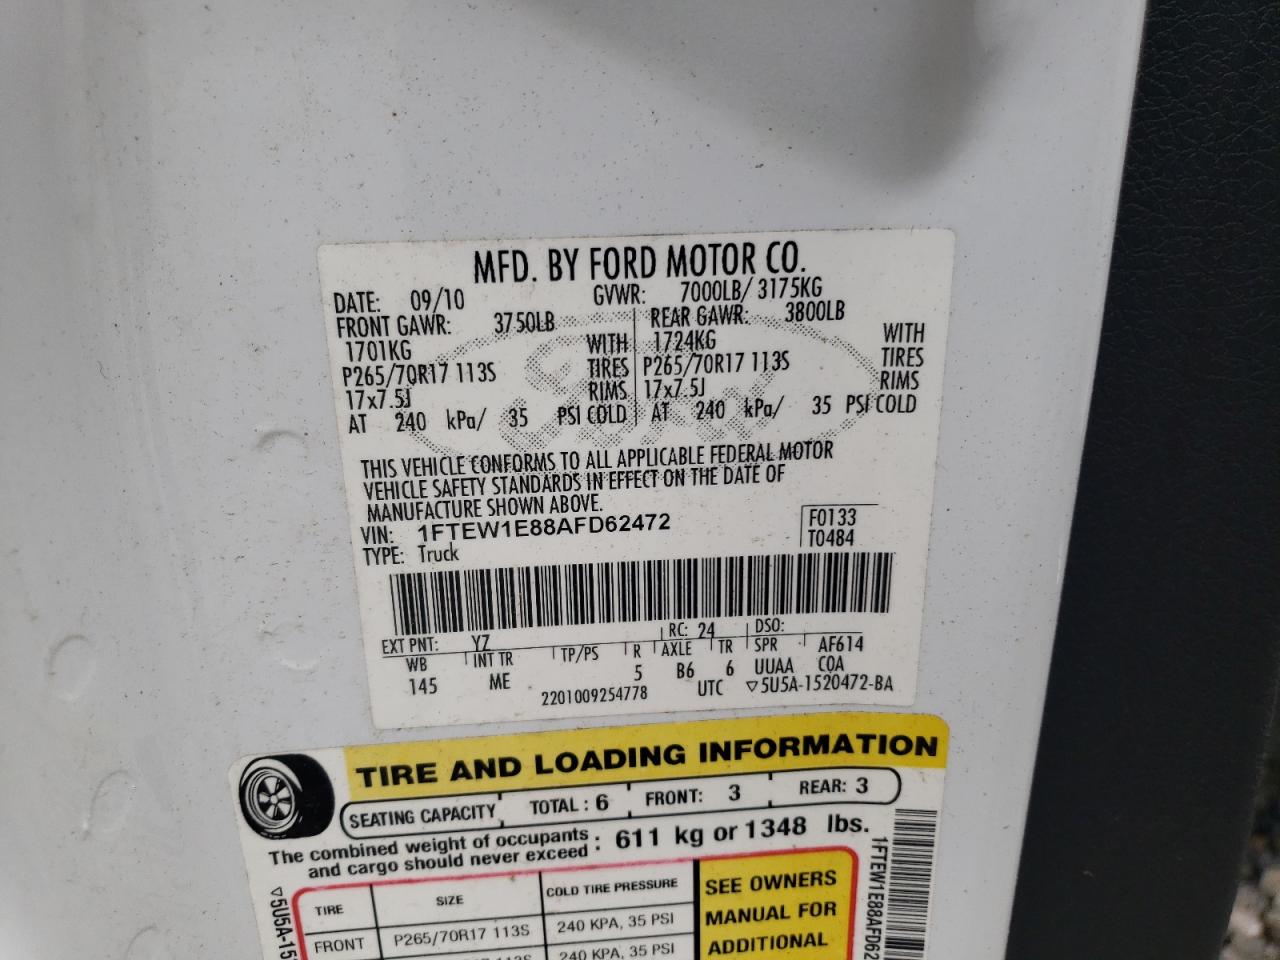 MFD. BY FORD MOTOR CO.
DATE: 09/10 GVWR: 7000LB/ 3175KG
FRONT GAWR: 3750LB REAR GAWR: 3800LB
1701KG WITH 1724KG WITH
P265/70R17 113S TIRES P265/70R17 113S TIRES
17x7.5J RIMS 17x7.5J RIMS
AT 240 kPa/ 35 PSI COLD AT 240 kPa/ 35 PSI COLD
THIS VEHICLE CONFORMS TO ALL APPLICABLE FEDERAL MOTOR
VEHICLE SAFETY STANDARDS IN EFFECT ON THE DATE OF
MANUFACTURE SHOWN ABOVE.
VIN: 1FTEW1E88AFD62472 F0133
TYPE: Truck T0484
EXT PNT: YZ RC: 24 DSO:
WB INT TR TP/PS R AXLE TR SPR AF614
145 ME 5 B6 6 UUAA COA
2201009254778 UTC ▽5U5A-1520472-BA
TIRE AND LOADING INFORMATION
SEATING CAPACITY TOTAL: 6 FRONT: 3 REAR: 3
The combined weight of occupants : 611 kg or 1348 lbs.
and cargo should never exceed :
TIRE SIZE COLD TIRE PRESSURE
FRONT P265/70R17 113S 240 KPA, 35 PSI
240 KPA, 35 PSI
SEE OWNERS
MANUAL FOR
ADDITIONAL
▽5U5A-15
1FTEW1E88AFD62